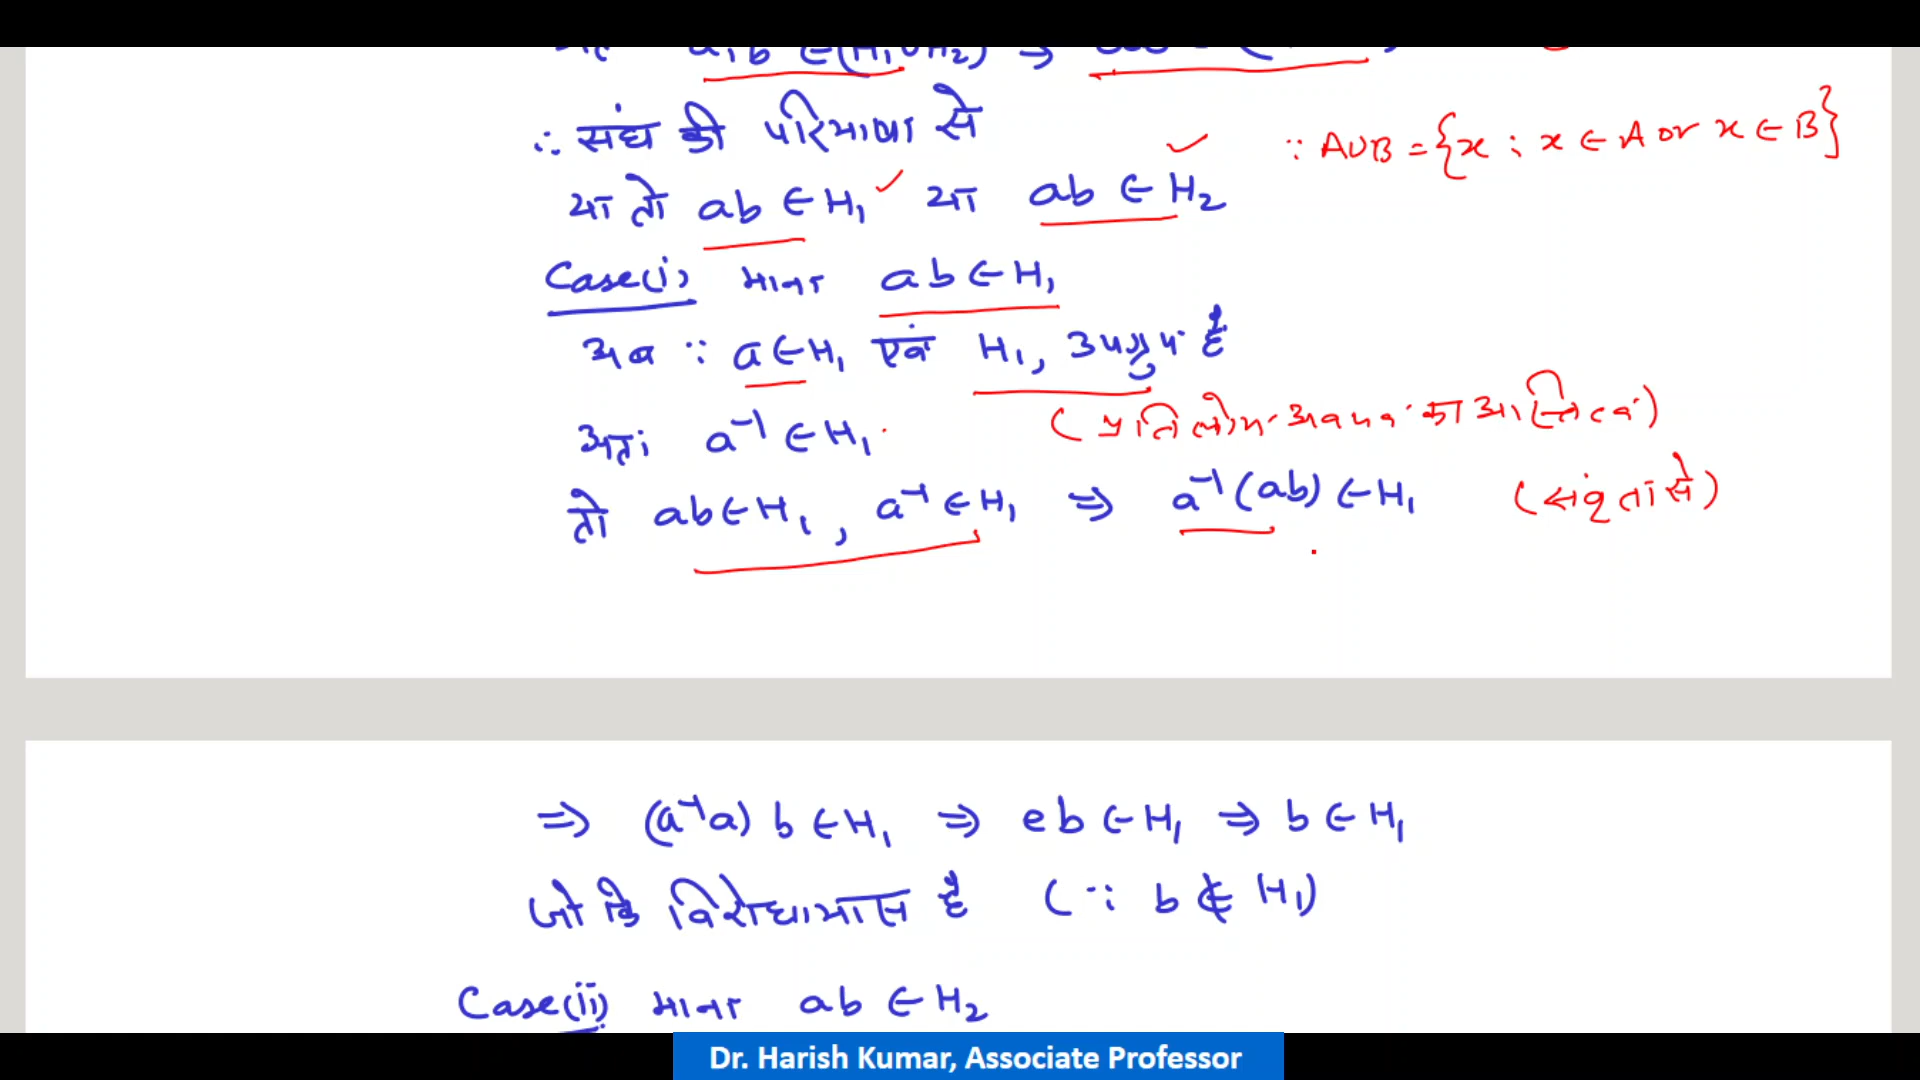 a, b ∈ (H₁ ∪ H₂) ⇒
∴ संघ की परिभाषा से
∵ A∪B = {x ; x ∈ A or x ∈ B}
या तो ab ∈ H₁ ✓ या ab ∈ H₂ ✓
Case(i) माना ab ∈ H₁
अब ∵ a ∈ H₁ एवं H₁, उपग्रुप है
अतः a⁻¹ ∈ H₁ (प्रतिलोम अवयव का अस्तित्व)
तो ab ∈ H₁, a⁻¹ ∈ H₁ ⇒ a⁻¹(ab) ∈ H₁ (संवृता से)
⇒ (a⁻¹a) b ∈ H₁ ⇒ eb ∈ H₁ ⇒ b ∈ H₁
जो कि विरोधाभास है (∵ b ∉ H₁)
Case(ii) माना ab ∈ H₂
Dr. Harish Kumar, Associate Professor